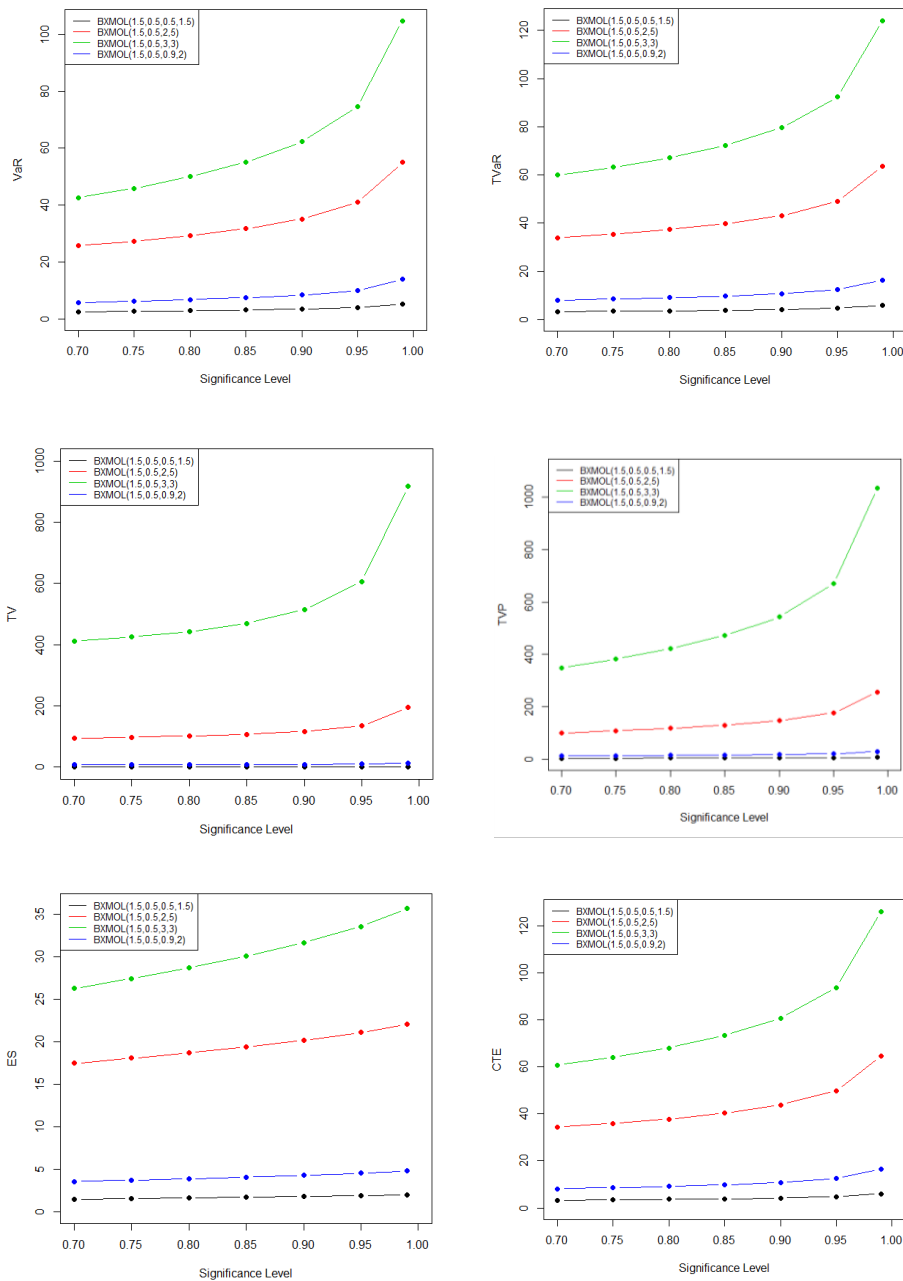 BXMOL(1.5,0.5,0.5,1.5)
BXMOL(1.5,0.5,2,5)
BXMOL(1.5,0.5,3,3)
BXMOL(1.5,0.5,0.9,2)
VaR
0 20 40 60 80 100
0.70 0.75 0.80 0.85 0.90 0.95 1.00
Significance Level
BXMOL(1.5,0.5,0.5,1.5)
BXMOL(1.5,0.5,2,5)
BXMOL(1.5,0.5,3,3)
BXMOL(1.5,0.5,0.9,2)
TVaR
0 20 40 60 80 100 120
0.70 0.75 0.80 0.85 0.90 0.95 1.00
Significance Level
BXMOL(1.5,0.5,0.5,1.5)
BXMOL(1.5,0.5,2,5)
BXMOL(1.5,0.5,3,3)
BXMOL(1.5,0.5,0.9,2)
TV
0 200 400 600 800 1000
0.70 0.75 0.80 0.85 0.90 0.95 1.00
Significance Level
BXMOL(1.5,0.5,0.5,1.5)
BXMOL(1.5,0.5,2,5)
BXMOL(1.5,0.5,3,3)
BXMOL(1.5,0.5,0.9,2)
TVP
0 200 400 600 800 1000
0.70 0.75 0.80 0.85 0.90 0.95 1.00
Significance Level
BXMOL(1.5,0.5,0.5,1.5)
BXMOL(1.5,0.5,2,5)
BXMOL(1.5,0.5,3,3)
BXMOL(1.5,0.5,0.9,2)
ES
0 5 10 15 20 25 30 35
0.70 0.75 0.80 0.85 0.90 0.95 1.00
Significance Level
BXMOL(1.5,0.5,0.5,1.5)
BXMOL(1.5,0.5,2,5)
BXMOL(1.5,0.5,3,3)
BXMOL(1.5,0.5,0.9,2)
CTE
0 20 40 60 80 100 120
0.70 0.75 0.80 0.85 0.90 0.95 1.00
Significance Level